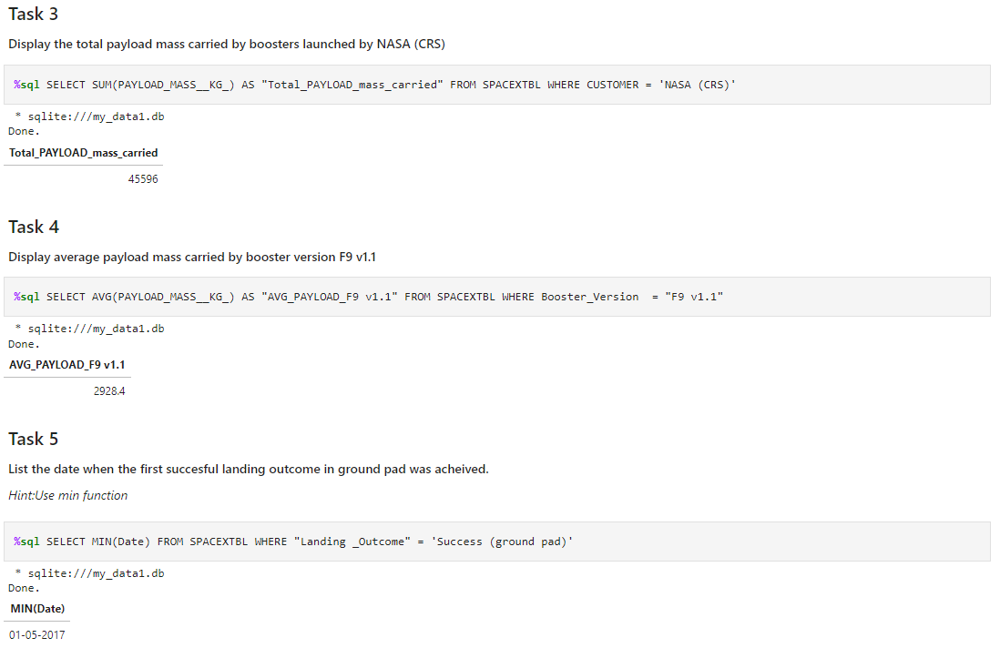 Task 3
Display the total payload mass carried by boosters launched by NASA (CRS)
%sql SELECT SUM(PAYLOAD_MASS__KG_) AS "Total_PAYLOAD_mass_carried" FROM SPACEXTBL WHERE CUSTOMER = 'NASA (CRS)'
* sqlite:///my_data1.db
Done.
Total_PAYLOAD_mass_carried
45596
Task 4
Display average payload mass carried by booster version F9 v1.1
%sql SELECT AVG(PAYLOAD_MASS__KG_) AS "AVG_PAYLOAD_F9 v1.1" FROM SPACEXTBL WHERE Booster_Version  = "F9 v1.1"
* sqlite:///my_data1.db
Done.
AVG_PAYLOAD_F9 v1.1
2928.4
Task 5
List the date when the first succesful landing outcome in ground pad was acheived.
Hint:Use min function
%sql SELECT MIN(Date) FROM SPACEXTBL WHERE "Landing _Outcome" = 'Success (ground pad)'
* sqlite:///my_data1.db
Done.
MIN(Date)
01-05-2017